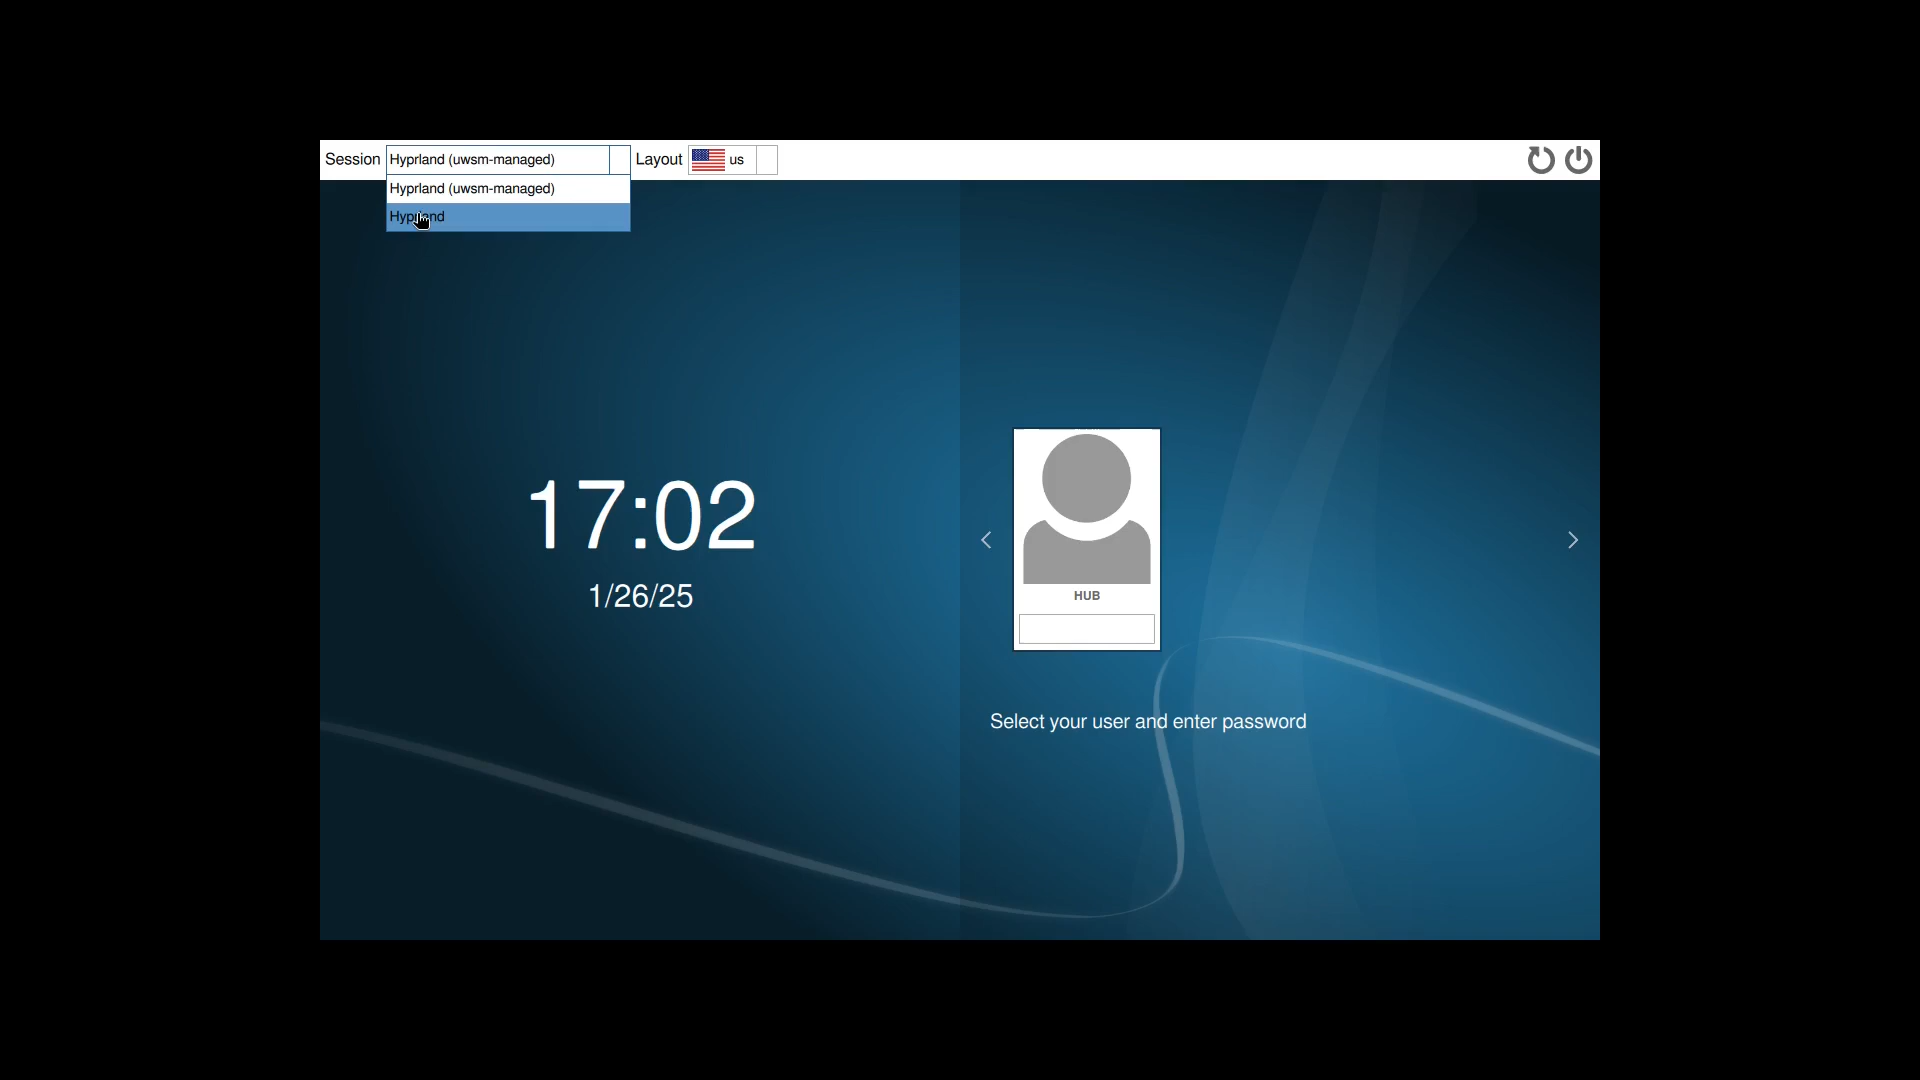 Session Hyprland (uwsm-managed) Layout us
Hyprland (uwsm-managed)
Hyprland
17:02
1/26/25
HUB
Select your user and enter password